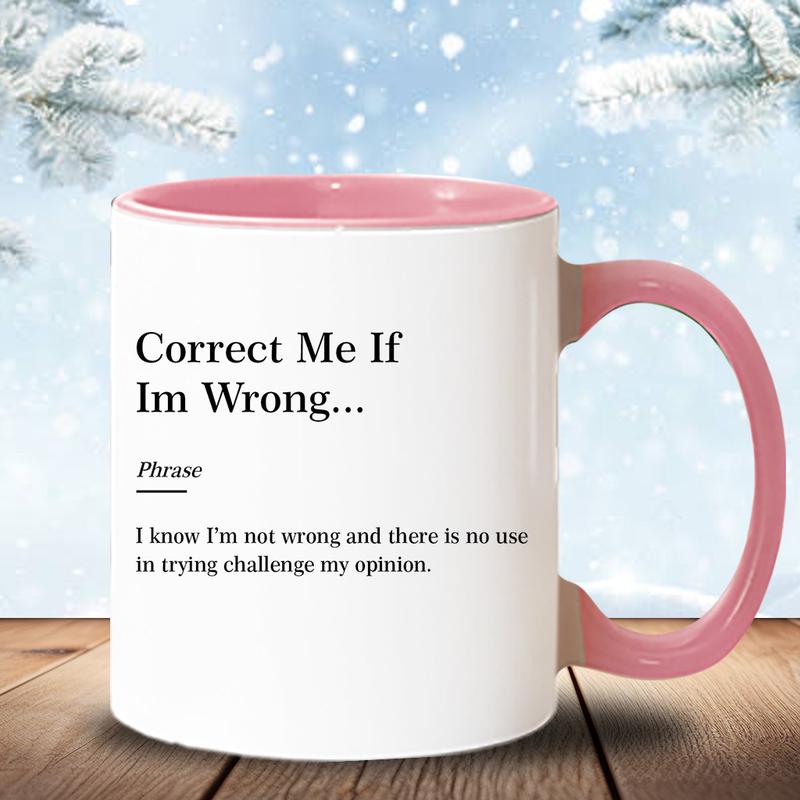 Correct Me If
Im Wrong...
Phrase
I know I'm not wrong and there is no use
in trying challenge my opinion.